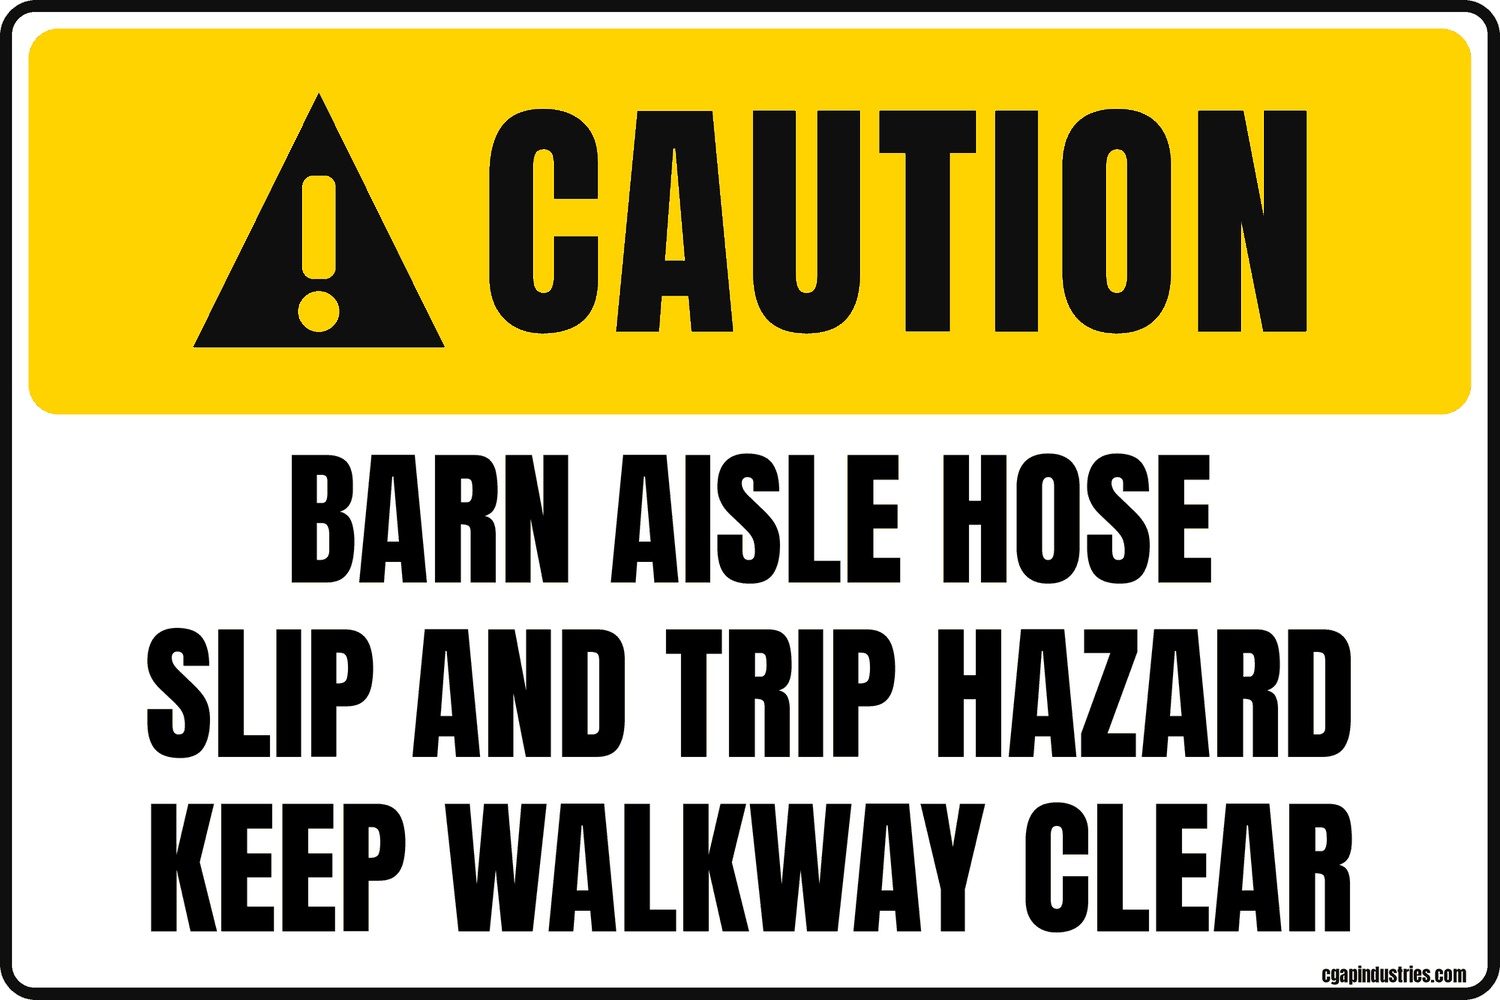 CAUTION
BARN AISLE HOSE
SLIP AND TRIP HAZARD
KEEP WALKWAY CLEAR
cgapindustries.com